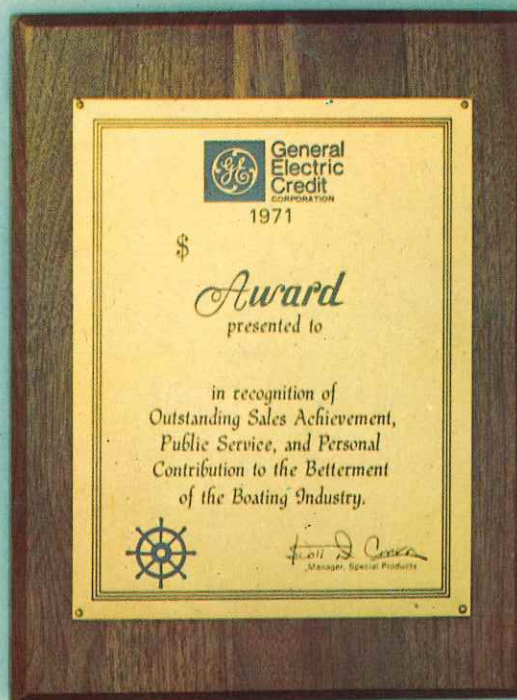 GE
General
Electric
Credit
CORPORATION
1971
$
Award
presented to
in recognition of
Outstanding Sales Achievement,
Public Service, and Personal
Contribution to the Betterment
of the Boating Industry.
Manager, Special Products